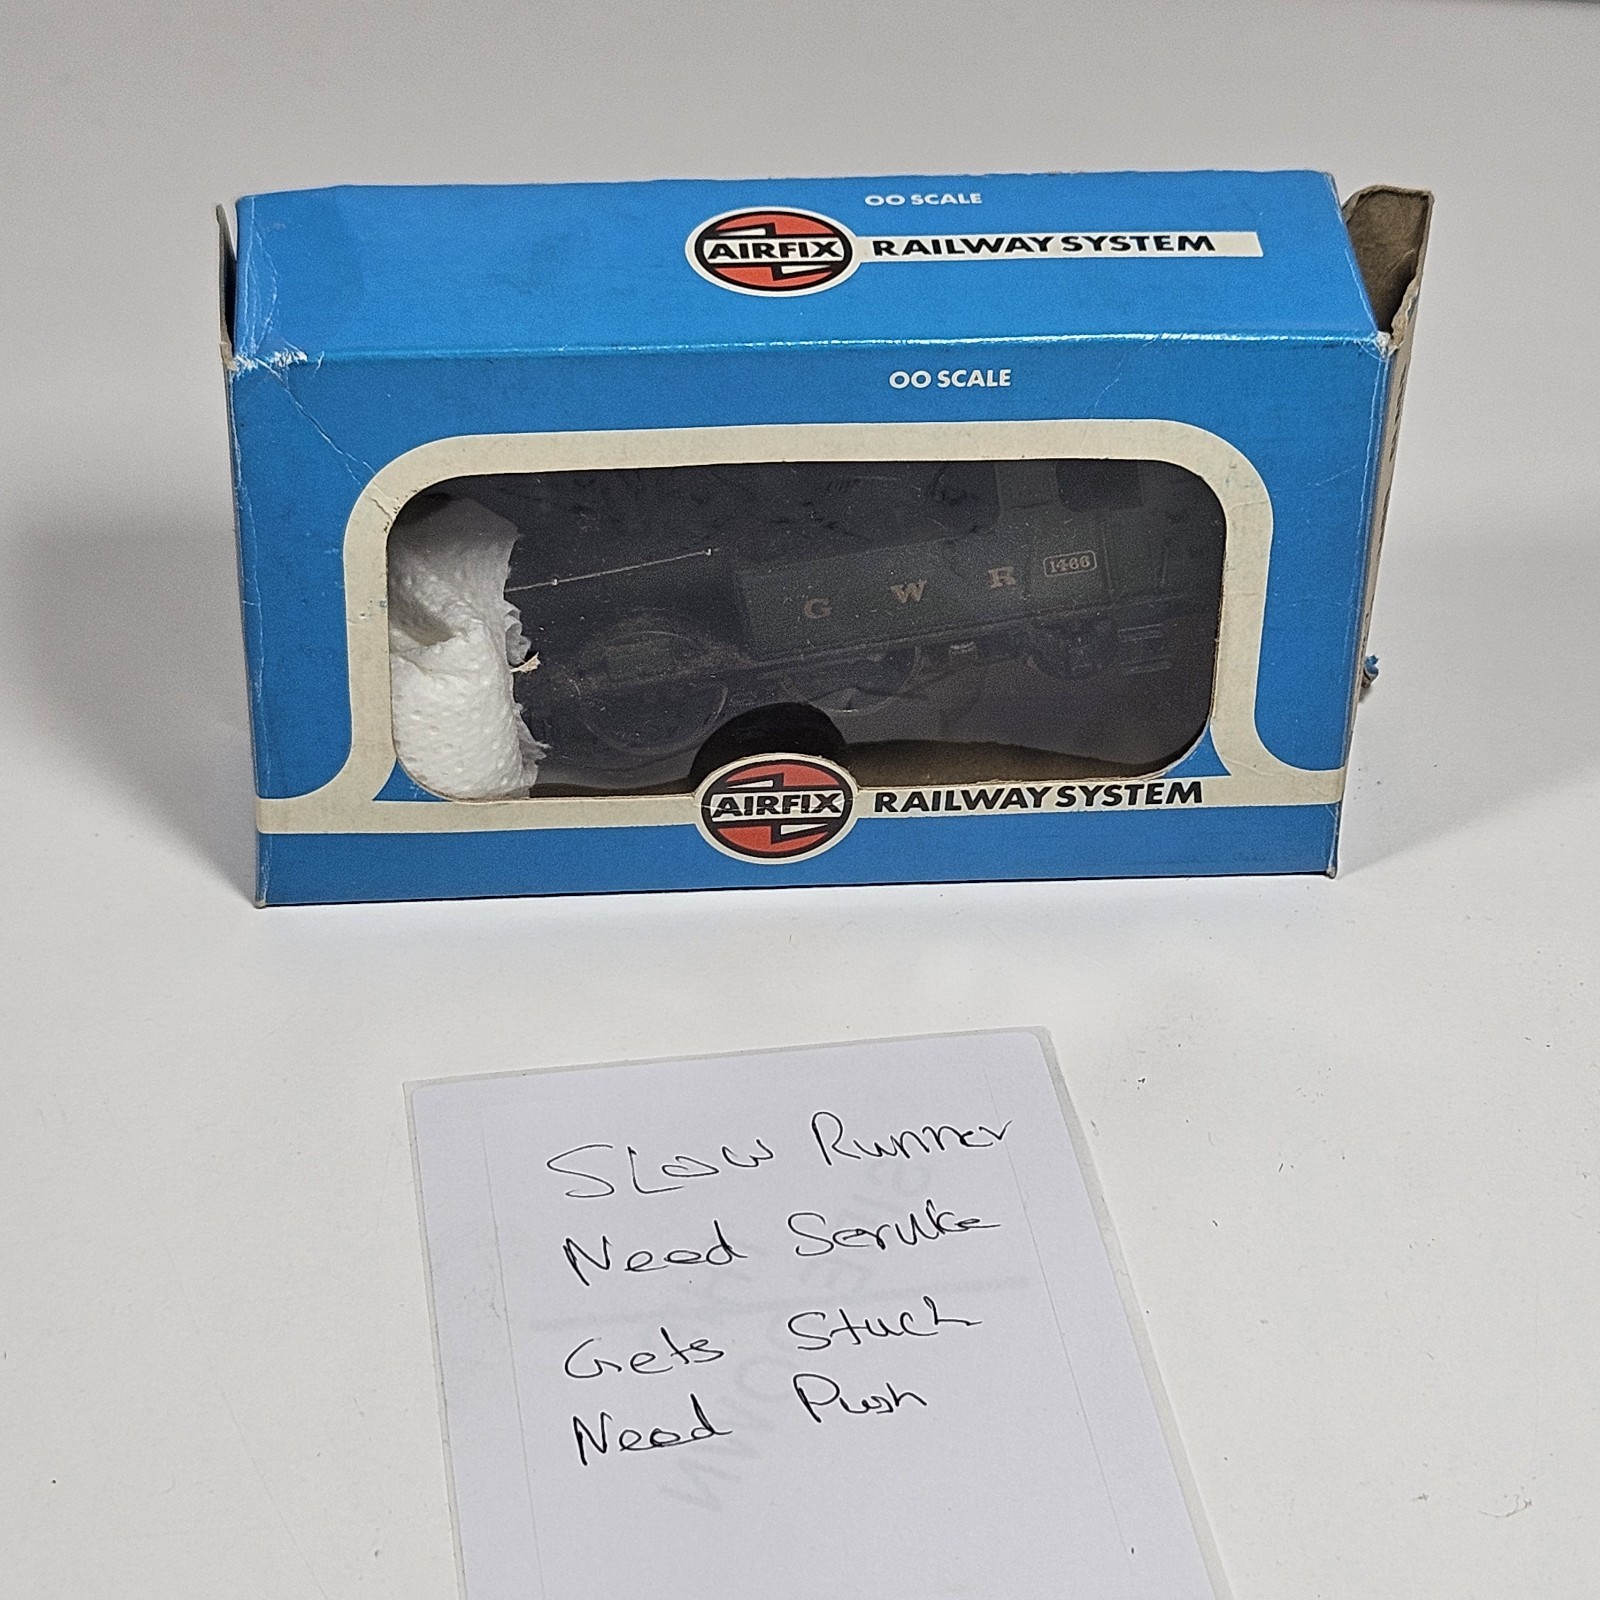 OO SCALE
AIRFIX RAILWAY SYSTEM
OO SCALE
G W R 1466
AIRFIX RAILWAY SYSTEM
SLow Runner
Need Service
Gets Stuck
Need Push